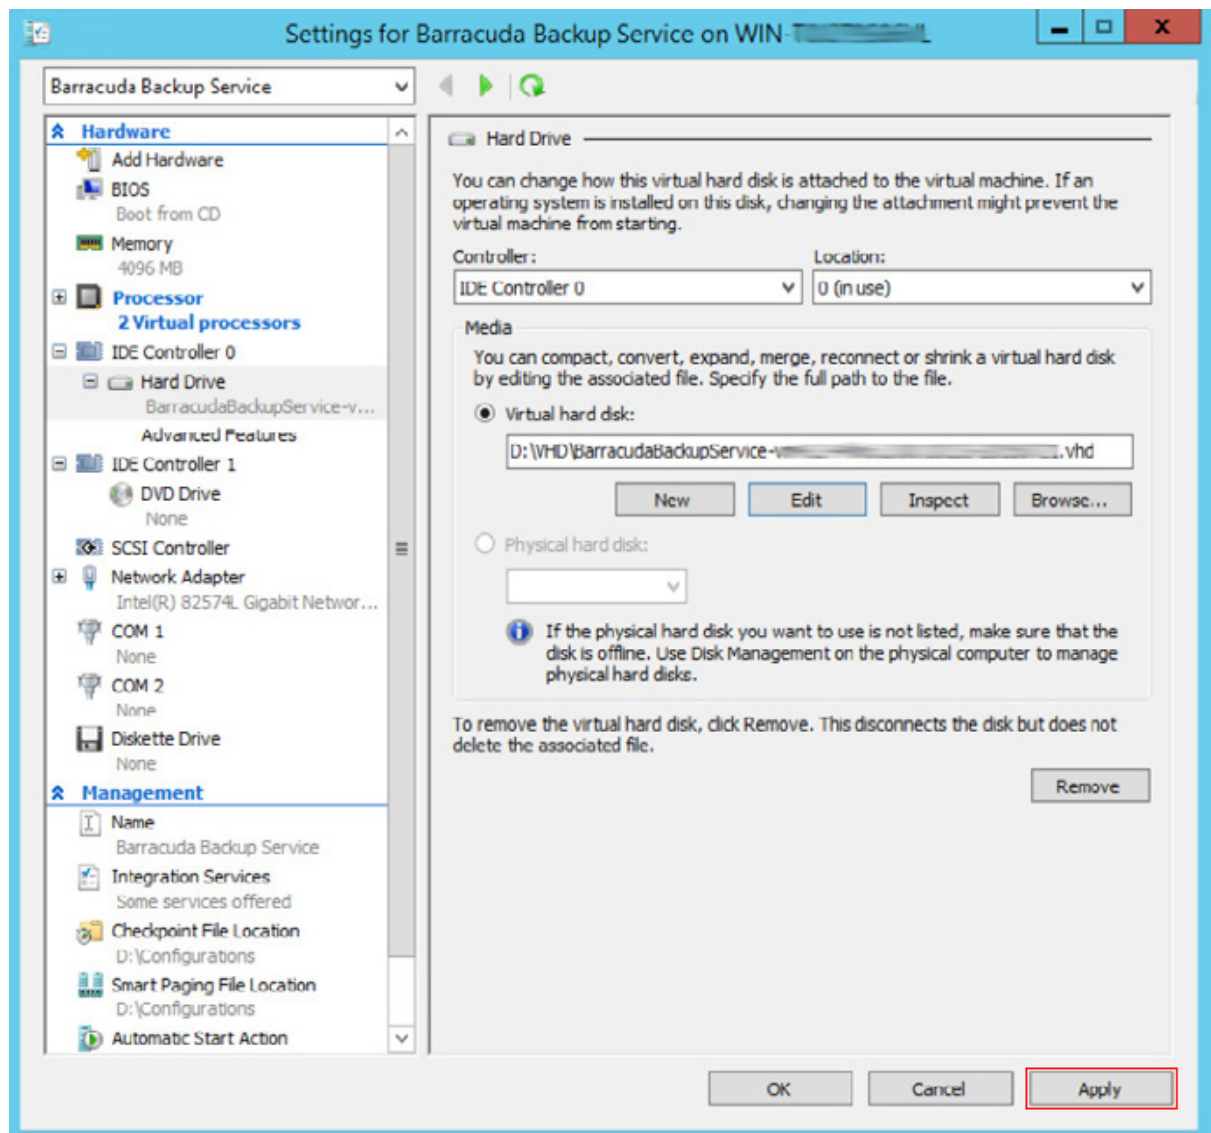 Settings for Barracuda Backup Service on WIN-
Barracuda Backup Service
Hardware
Add Hardware
BIOS
Boot from CD
Memory
4096 MB
Processor
2 Virtual processors
IDE Controller 0
Hard Drive
BarracudaBackupService-v...
Advanced Features
IDE Controller 1
DVD Drive
None
SCSI Controller
Network Adapter
Intel(R) 82574L Gigabit Networ...
COM 1
None
COM 2
None
Diskette Drive
None
Management
Name
Barracuda Backup Service
Integration Services
Some services offered
Checkpoint File Location
D:\Configurations
Smart Paging File Location
D:\Configurations
Automatic Start Action
Hard Drive
You can change how this virtual hard disk is attached to the virtual machine. If an
operating system is installed on this disk, changing the attachment might prevent the
virtual machine from starting.
Controller:
Location:
IDE Controller 0
0 (in use)
Media
You can compact, convert, expand, merge, reconnect or shrink a virtual hard disk
by editing the associated file. Specify the full path to the file.
Virtual hard disk:
D:\VHD\BarracudaBackupService-v .vhd
New
Edit
Inspect
Browse...
Physical hard disk:
If the physical hard disk you want to use is not listed, make sure that the
disk is offline. Use Disk Management on the physical computer to manage
physical hard disks.
To remove the virtual hard disk, click Remove. This disconnects the disk but does not
delete the associated file.
Remove
OK
Cancel
Apply